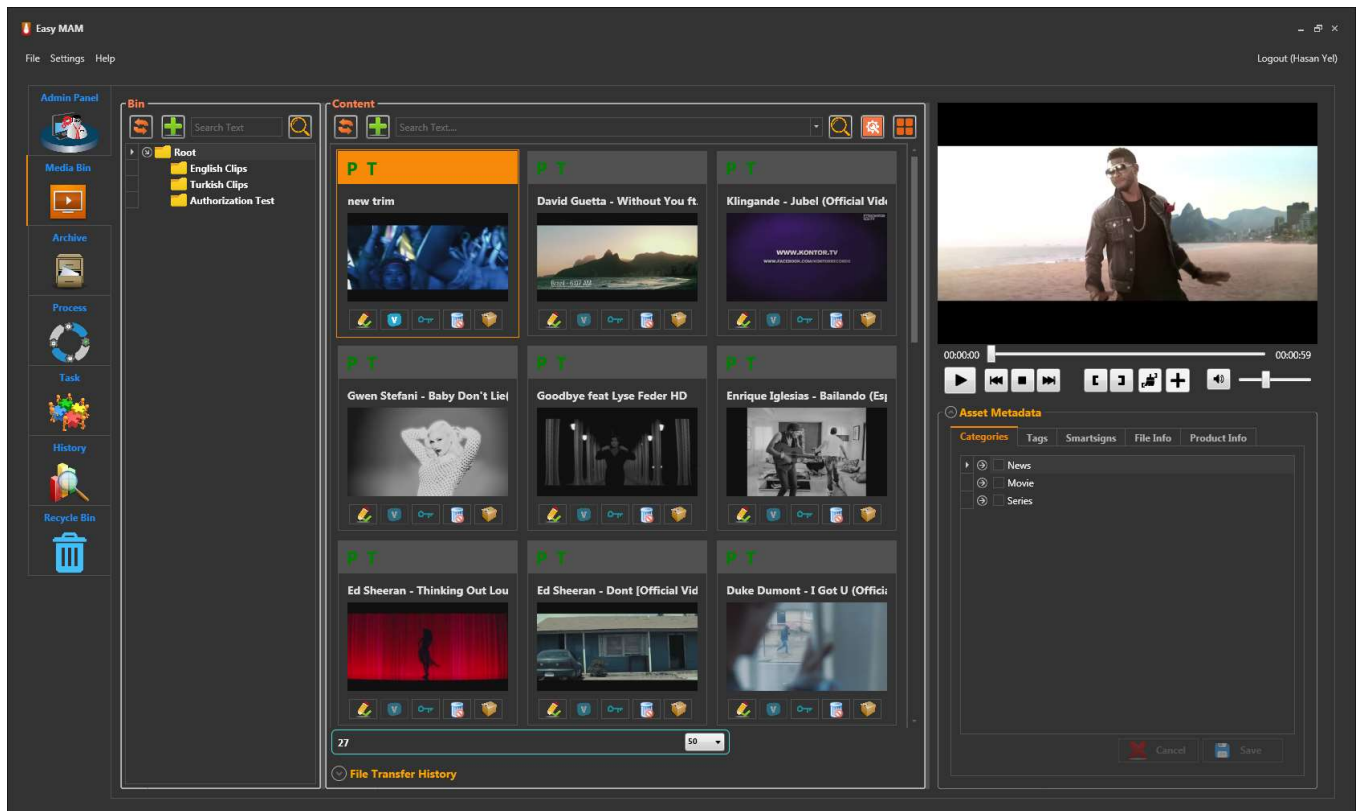 Easy MAM
File Settings Help
Logout (Hasan Yel)
Admin Panel
Media Bin
Archive
Process
Task
History
Recycle Bin
Bin
Search Text
Root
English Clips
Turkish Clips
Authorization Test
Content
Search Text....
P T
new trim
P T
David Guetta - Without You ft.
Brazil - 6:07 AM
P T
Klingande - Jubel (Official Vide
WWW.KONTOR.TV
P T
Gwen Stefani - Baby Don't Lie(
P T
Goodbye feat Lyse Feder HD
P T
Enrique Iglesias - Bailando (Esp
P T
Ed Sheeran - Thinking Out Lou
P T
Ed Sheeran - Dont [Official Vid
P T
Duke Dumont - I Got U (Officia
27
50
File Transfer History
00:00:00
00:00:59
Asset Metadata
Categories Tags Smartsigns File Info Product Info
News
Movie
Series
Cancel
Save